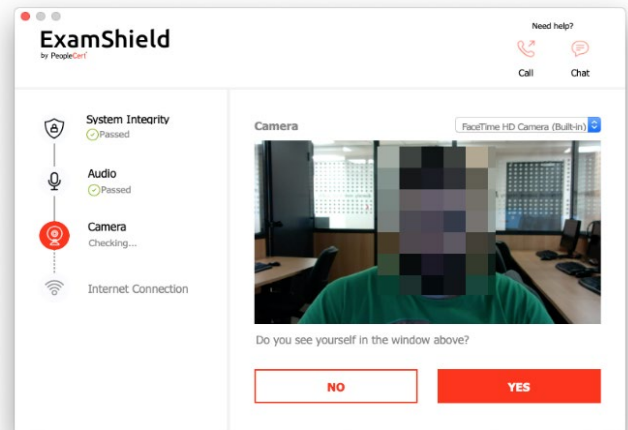 ExamShield
by PeopleCert
Need help?
Call
Chat
System Integrity
Passed
Audio
Passed
Camera
Checking...
Internet Connection
Camera
FaceTime HD Camera (Built-in)
Do you see yourself in the window above?
NO
YES